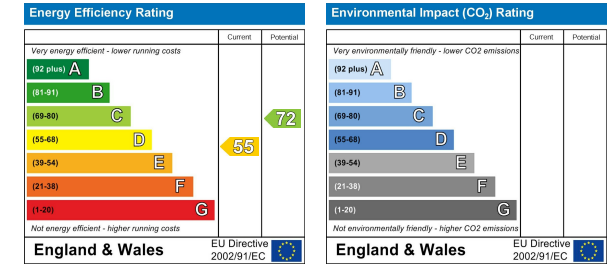 Energy Efficiency Rating
Current Potential
Very energy efficient - lower running costs
(92 plus) A
(81-91) B
(69-80) C
72
(55-68) D
55
(39-54) E
(21-38) F
(1-20) G
Not energy efficient - higher running costs
England & Wales
EU Directive
2002/91/EC
Environmental Impact (CO₂) Rating
Current Potential
Very environmentally friendly - lower CO2 emissions
(92 plus) A
(81-91) B
(69-80) C
(55-68) D
(39-54) E
(21-38) F
(1-20) G
Not environmentally friendly - higher CO2 emissions
England & Wales
EU Directive
2002/91/EC